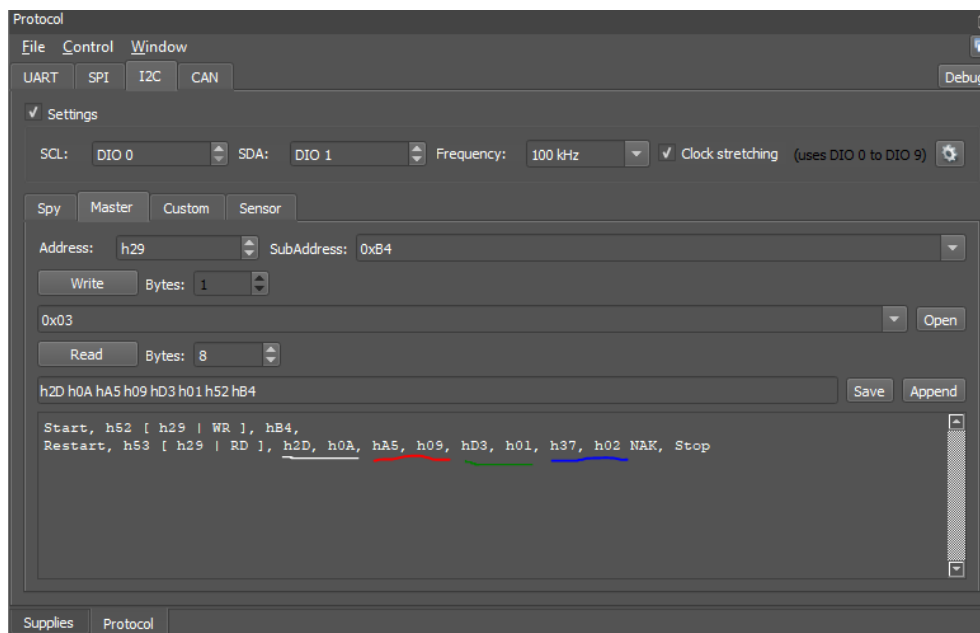 Protocol
File Control Window
UART SPI I2C CAN
Debug
Settings
SCL: DIO 0 SDA: DIO 1 Frequency: 100 kHz Clock stretching (uses DIO 0 to DIO 9)
Spy Master Custom Sensor
Address: h29 SubAddress: 0xB4
Write Bytes: 1
0x03 Open
Read Bytes: 8
h2D h0A hA5 h09 hD3 h01 h52 hB4 Save Append
Start, h52 [ h29 | WR ], hB4,
Restart, h53 [ h29 | RD ], h2D, h0A, hA5, h09, hD3, h01, h37, h02 NAK, Stop
Supplies Protocol